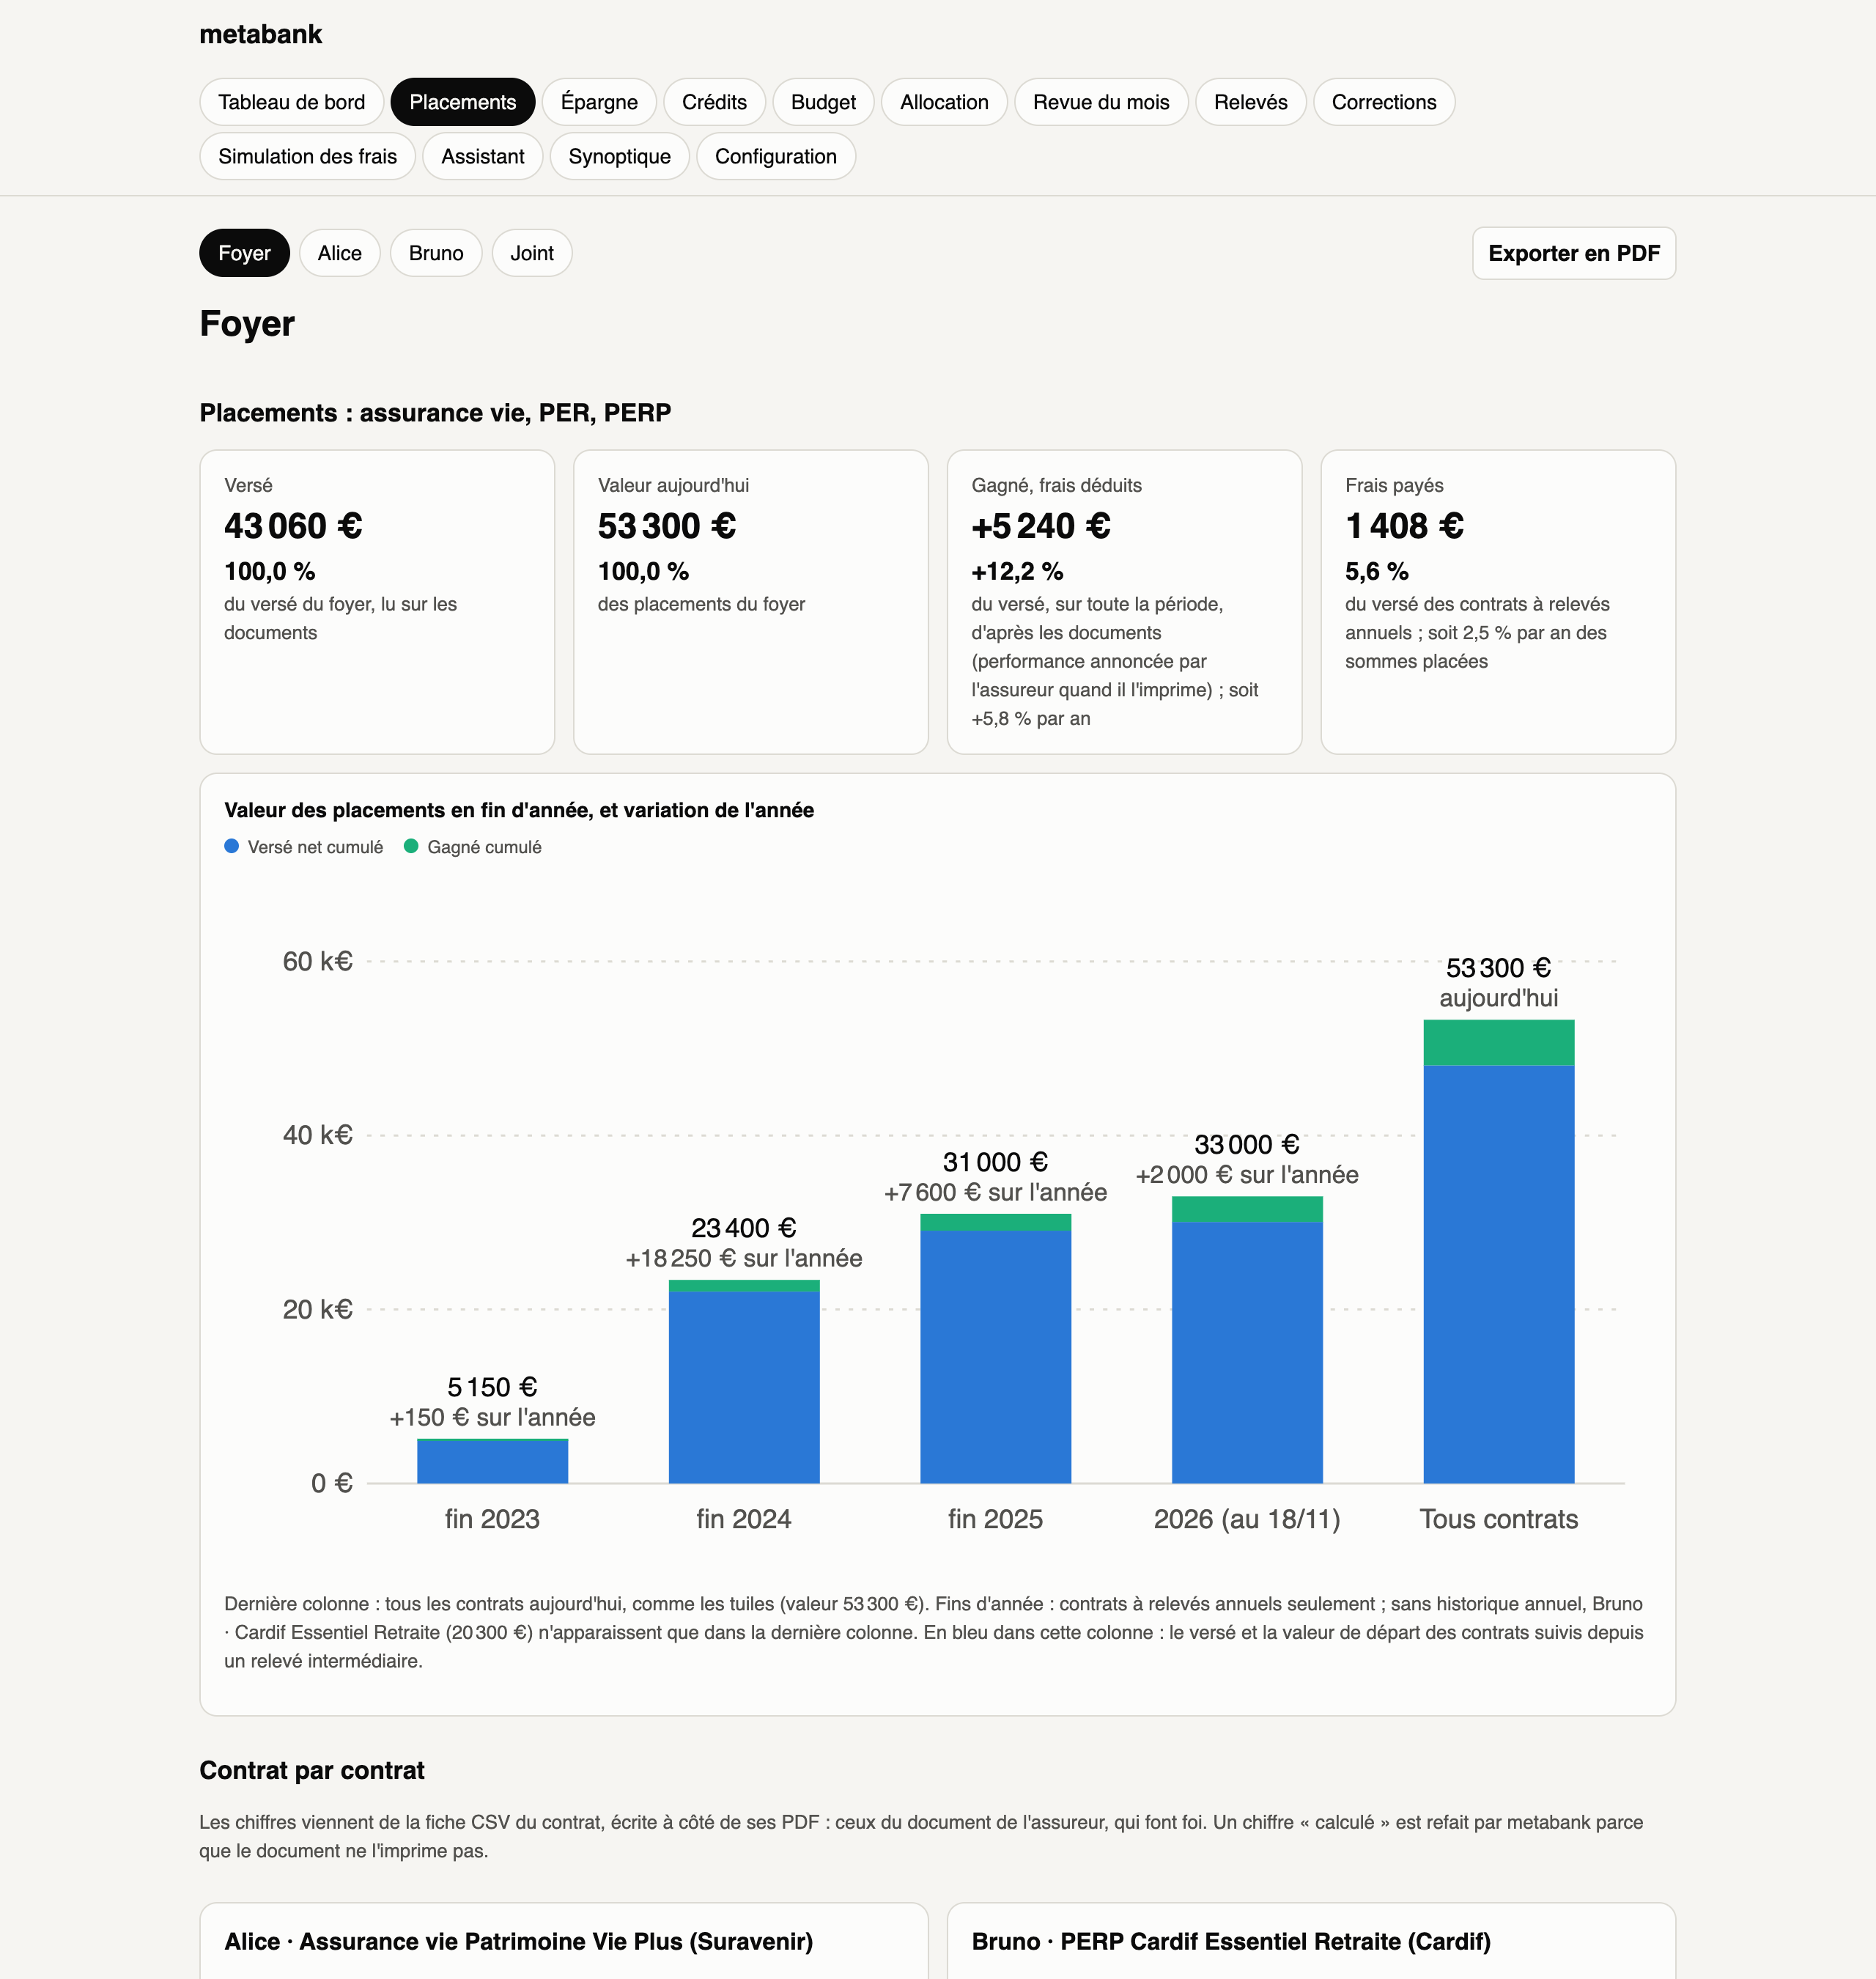 metabank
Tableau de bord
Placements
Épargne
Crédits
Budget
Allocation
Revue du mois
Relevés
Corrections
Simulation des frais
Assistant
Synoptique
Configuration
Foyer
Alice
Bruno
Joint
Exporter en PDF
Foyer
Placements : assurance vie, PER, PERP
Versé
43 060 €
100,0 %
du versé du foyer, lu sur les
documents
Valeur aujourd'hui
53 300 €
100,0 %
des placements du foyer
Gagné, frais déduits
+5 240 €
+12,2 %
du versé, sur toute la période,
d'après les documents
(performance annoncée par
l'assureur quand il l'imprime) ; soit
+5,8 % par an
Frais payés
1 408 €
5,6 %
du versé des contrats à relevés
annuels ; soit 2,5 % par an des
sommes placées
Valeur des placements en fin d'année, et variation de l'année
Versé net cumulé
Gagné cumulé
60 k€
40 k€
20 k€
0 €
5 150 €
+150 € sur l'année
23 400 €
+18 250 € sur l'année
31 000 €
+7 600 € sur l'année
33 000 €
+2 000 € sur l'année
53 300 €
aujourd'hui
fin 2023
fin 2024
fin 2025
2026 (au 18/11)
Tous contrats
Dernière colonne : tous les contrats aujourd'hui, comme les tuiles (valeur 53 300 €). Fins d'année : contrats à relevés annuels seulement ; sans historique annuel, Bruno
· Cardif Essentiel Retraite (20 300 €) n'apparaissent que dans la dernière colonne. En bleu dans cette colonne : le versé et la valeur de départ des contrats suivis depuis
un relevé intermédiaire.
Contrat par contrat
Les chiffres viennent de la fiche CSV du contrat, écrite à côté de ses PDF : ceux du document de l'assureur, qui font foi. Un chiffre « calculé » est refait par metabank parce
que le document ne l'imprime pas.
Alice · Assurance vie Patrimoine Vie Plus (Suravenir)
Bruno · PERP Cardif Essentiel Retraite (Cardif)